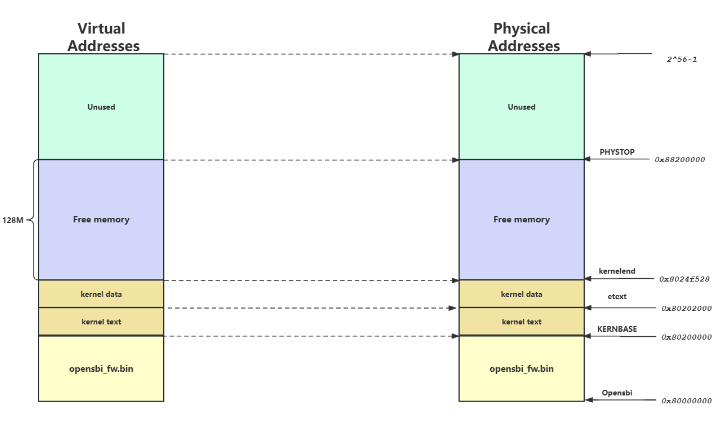 Virtual
Addresses
Physical
Addresses
2^56-1
Unused
Unused
PHYSTOP
0x88200000
128M
Free memory
Free memory
kernelend
0x8024f528
kernel data
kernel data
etext
0x80202000
kernel text
kernel text
KERNBASE
0x80200000
opensbi_fw.bin
opensbi_fw.bin
Opensbi
0x80000000